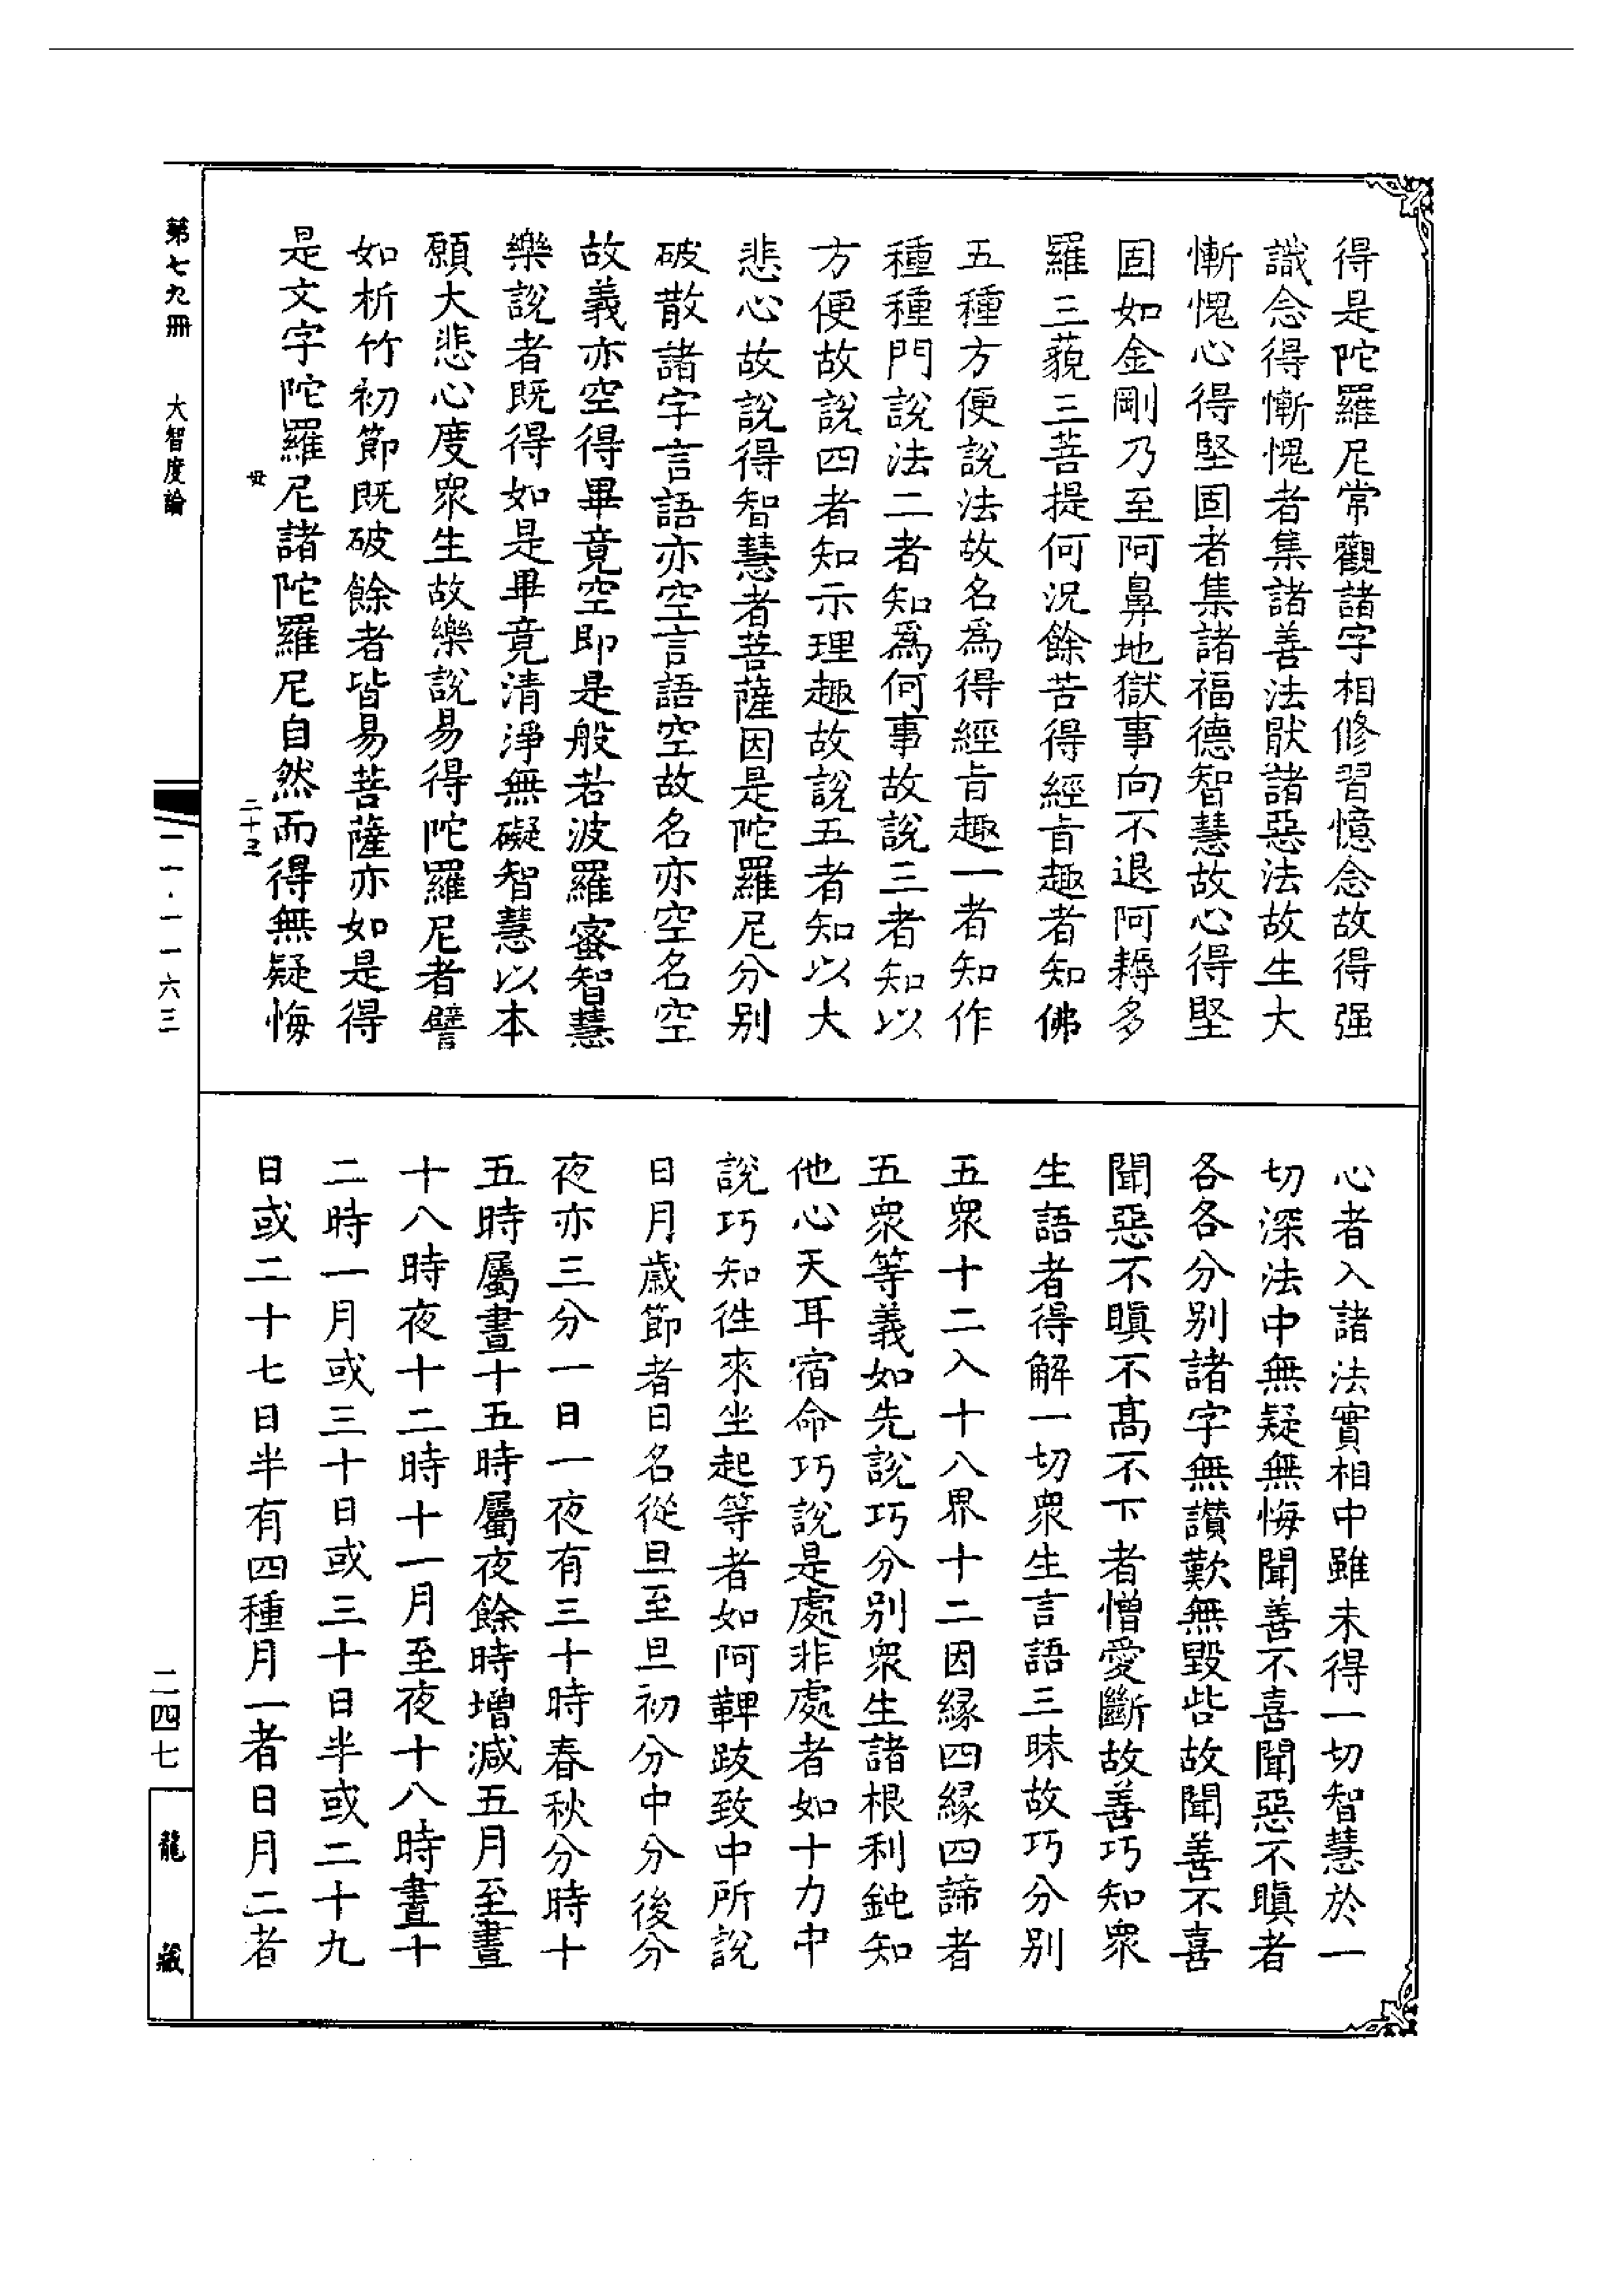 得是陀羅尼常觀諸字相修習憶念故得强
識念得慚愧者集諸善法猒諸惡法故生大
慚愧心得堅固者集諸福德智慧故心得堅
固如金剛乃至阿鼻地獄事尚不退阿耨多
羅三藐三菩提何況餘苦得經㫖趣者知佛
五種方便說法故名爲得經㫖趣一者知作
種種門說法二者知爲何事故說三者知以
方便故說四者知示理趣故說五者知以大
悲心故說得智慧者菩薩因是陀羅尼分别
破散諸字言語亦空言語空故名亦空名空
故義亦空得畢竟空即是般若波羅蜜智慧
樂說者既得如是畢竟清淨無礙智慧以本
願大悲心度衆生故樂說易得陀羅尼者譬
如析竹初節既破餘者皆易菩薩亦如是得
是文字陀羅尼諸陀羅尼自然而得無疑悔
二十三
心者入諸法實相中雖未得一切智慧於一
切深法中無疑無悔聞善不喜聞惡不瞋者
各各分别諸字無讃歎無毀呰故聞善不喜
聞惡不瞋不髙不下者憎愛斷故善巧知衆
生語者得解一切衆生言語三昧故巧分别
五衆十二入十八界十二因緣四緣四諦者
五衆等義如先說巧分别衆生諸根利鈍知
他心天耳宿命巧說是處非處者如十力中
說巧知徃來坐起等者如阿鞞跋致中所說
日月歲節者日名從旦至旦初分中分後分
夜亦三分一日一夜有三十時春秋分時十
五時屬晝十五時屬夜餘時增減五月至晝
十八時夜十二時十一月至夜十八時晝十
二時一月或三十日或三十日半或二十九
日或二十七日半有四種月一者日月二者
第七九冊　大智度論
一一·一一六三
二四七
龍藏